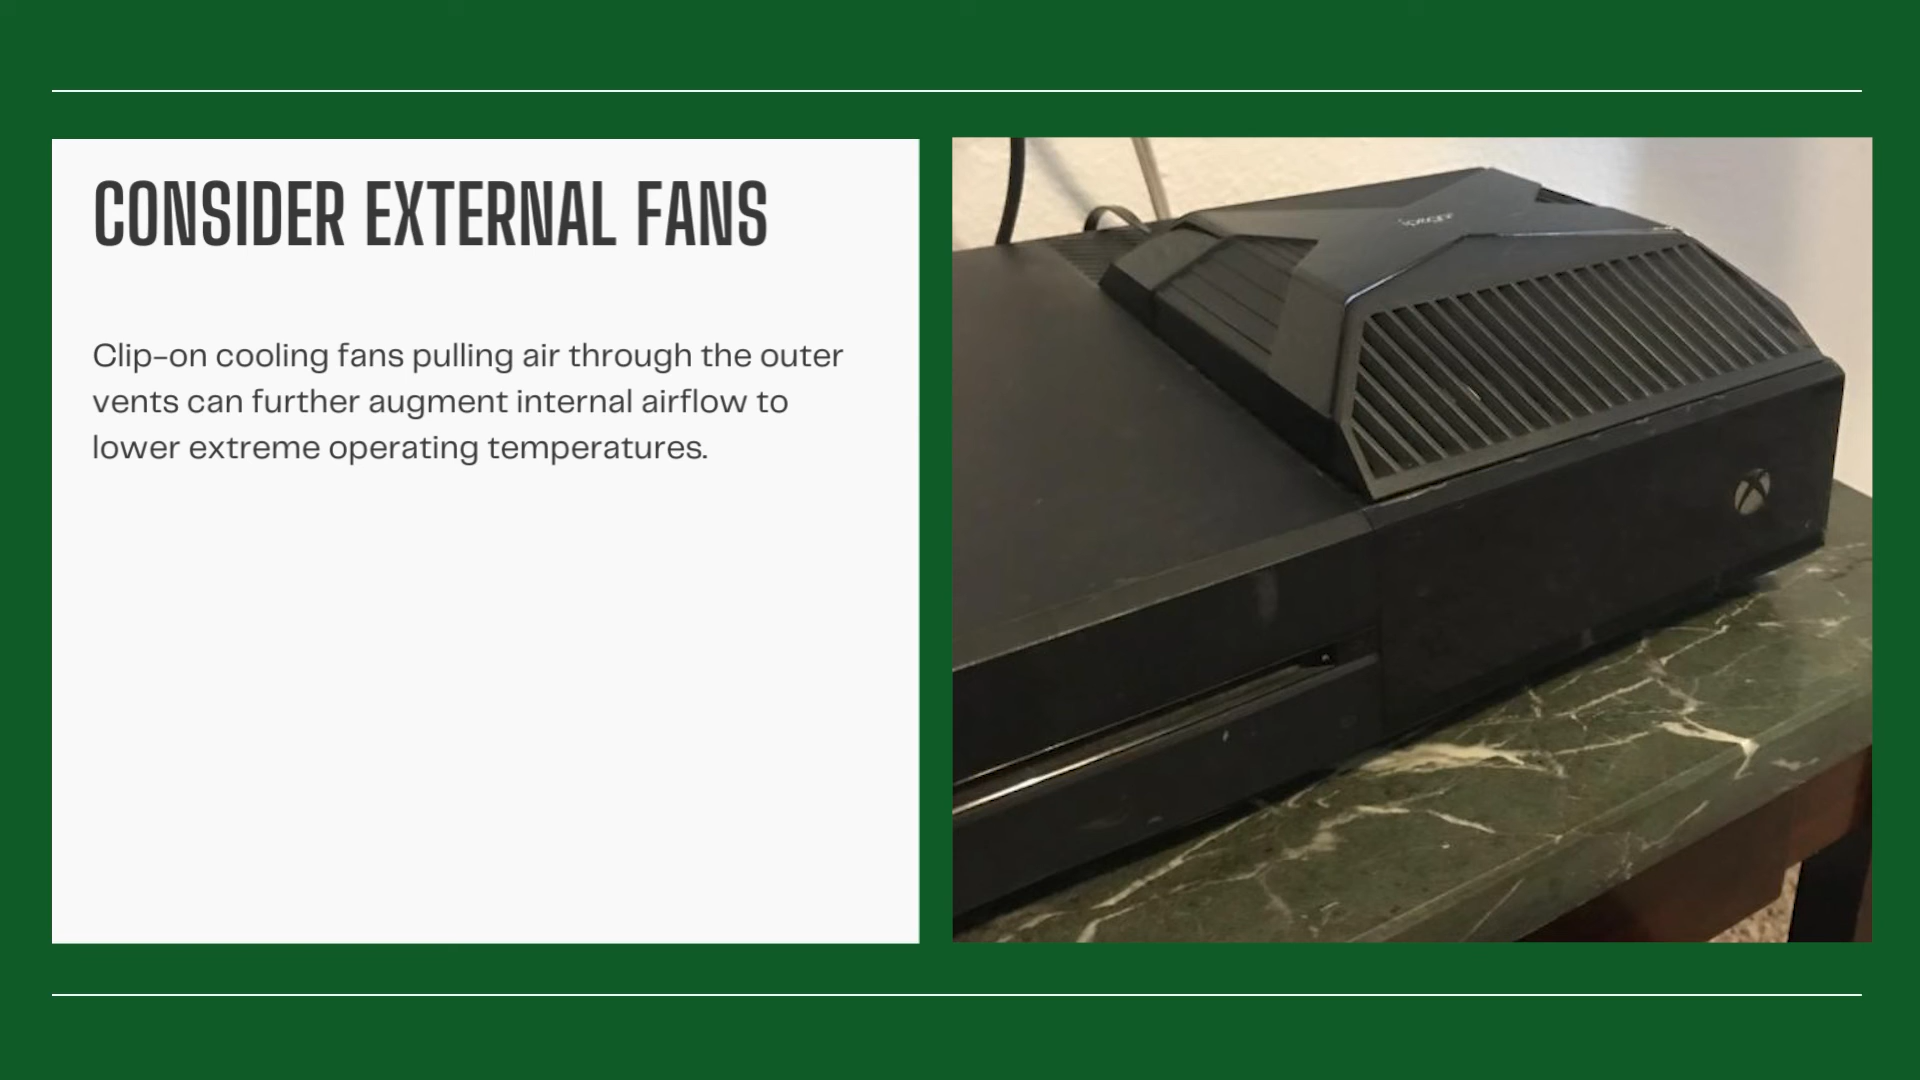 CONSIDER EXTERNAL FANS
Clip-on cooling fans pulling air through the outer
vents can further augment internal airflow to
lower extreme operating temperatures.